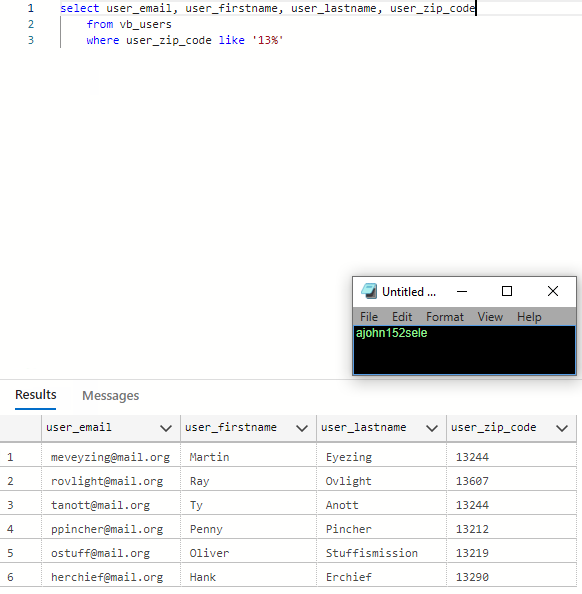 1 select user_email, user_firstname, user_lastname, user_zip_code
2 from vb_users
3 where user_zip_code like '13%'
Untitled ...
File Edit Format View Help
ajohn152sele
Results Messages
user_email user_firstname user_lastname user_zip_code
1 meveyzing@mail.org Martin Eyezing 13244
2 rovlight@mail.org Ray Ovlight 13607
3 tanott@mail.org Ty Anott 13244
4 ppincher@mail.org Penny Pincher 13212
5 ostuff@mail.org Oliver Stuffismission 13219
6 herchief@mail.org Hank Erchief 13290